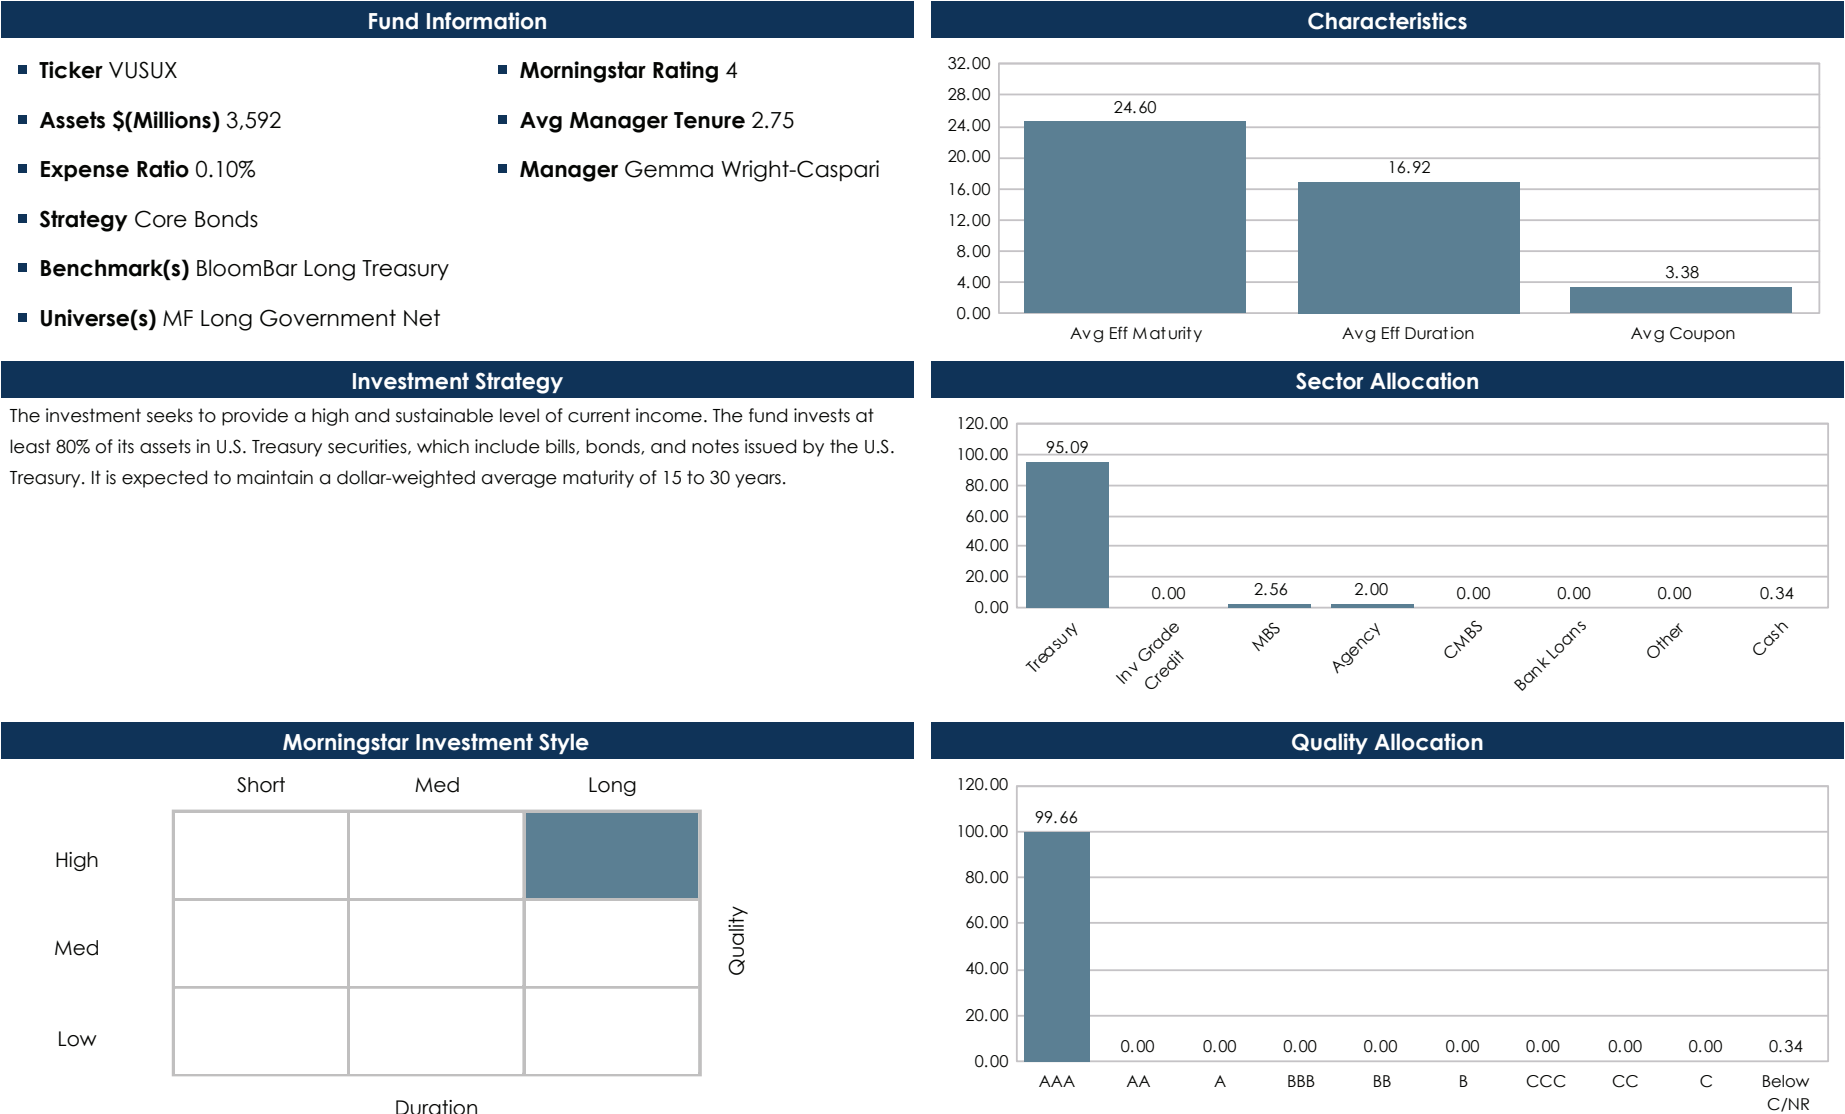 Fund Information
▪ Ticker VUSUX
▪ Assets $(Millions) 3,592
▪ Expense Ratio 0.10%
▪ Strategy Core Bonds
▪ Benchmark(s) BloomBar Long Treasury
▪ Universe(s) MF Long Government Net
▪ Morningstar Rating 4
▪ Avg Manager Tenure 2.75
▪ Manager Gemma Wright-Caspari
Characteristics
32.00
28.00
24.00
20.00
16.00
12.00
8.00
4.00
0.00
24.60
16.92
3.38
Avg Eff Maturity
Avg Eff Duration
Avg Coupon
Investment Strategy
The investment seeks to provide a high and sustainable level of current income. The fund invests at
least 80% of its assets in U.S. Treasury securities, which include bills, bonds, and notes issued by the U.S.
Treasury. It is expected to maintain a dollar-weighted average maturity of 15 to 30 years.
Sector Allocation
120.00
100.00
80.00
60.00
40.00
20.00
0.00
95.09
0.00
2.56
2.00
0.00
0.00
0.00
0.34
Treasury
Inv Grade
Credit
MBS
Agency
CMBS
Bank Loans
Other
Cash
Morningstar Investment Style
Short
Med
Long
High
Med
Low
Quality
Duration
Quality Allocation
120.00
100.00
80.00
60.00
40.00
20.00
0.00
99.66
0.00
0.00
0.00
0.00
0.00
0.00
0.00
0.00
0.34
AAA
AA
A
BBB
BB
B
CCC
CC
C
Below
C/NR